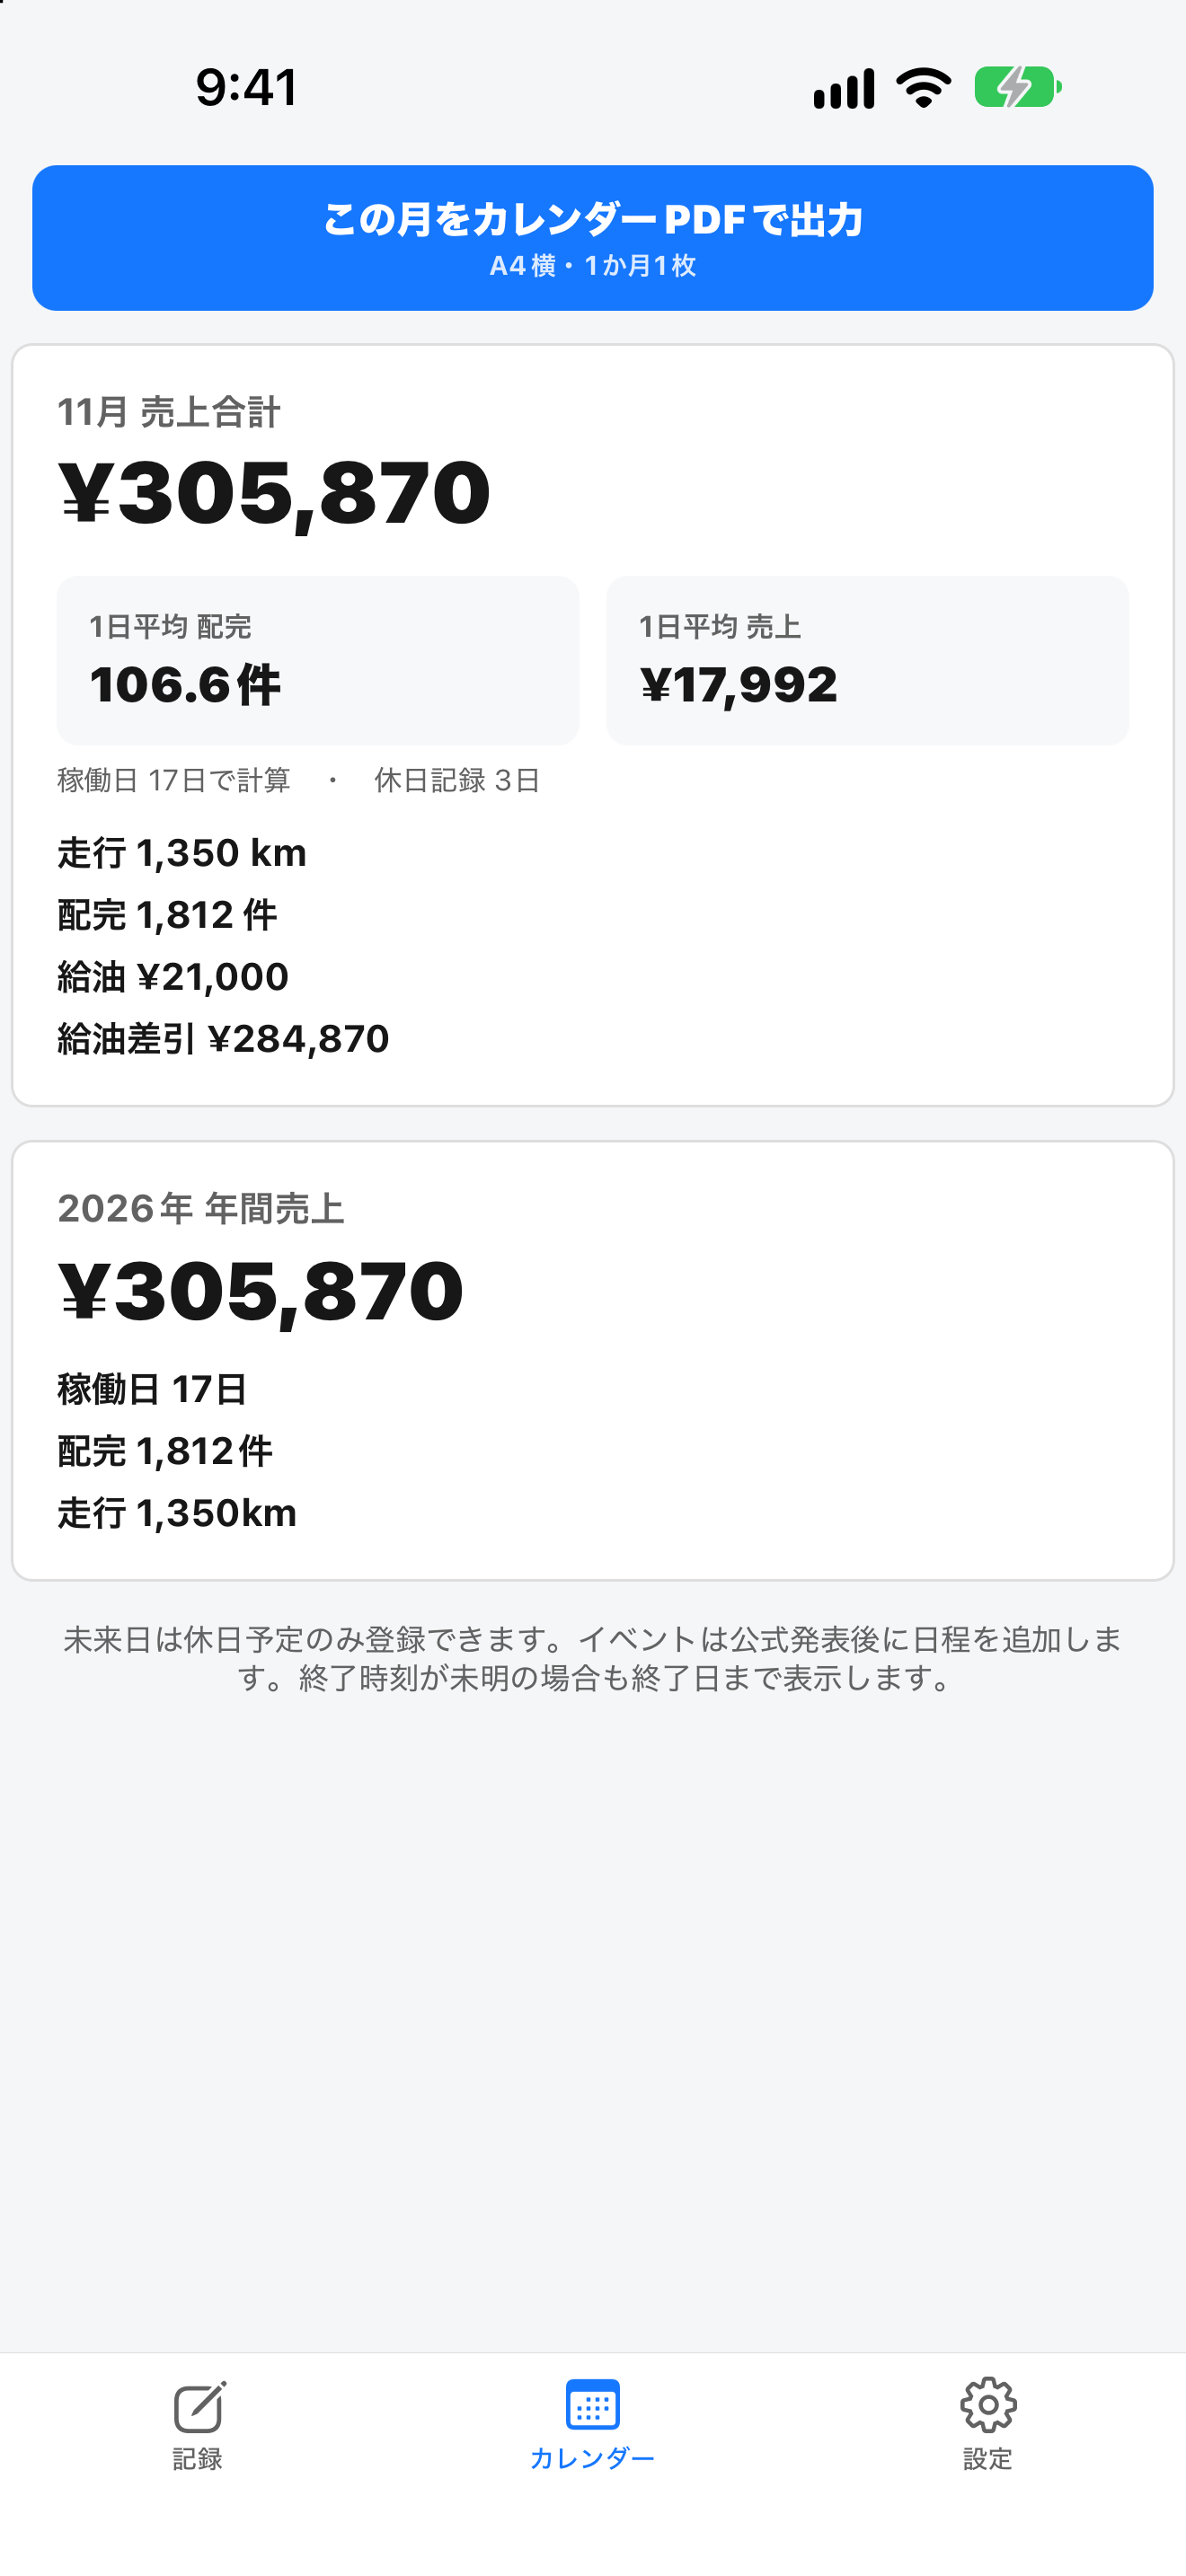 9:41
この月をカレンダーPDFで出力
A4横・1か月1枚
11月 売上合計
¥305,870
1日平均 配完
106.6件
1日平均 売上
¥17,992
稼働日 17日で計算 ・ 休日記録 3日
走行 1,350 km
配完 1,812 件
給油 ¥21,000
給油差引 ¥284,870
2026年 年間売上
¥305,870
稼働日 17日
配完 1,812件
走行 1,350km
未来日は休日予定のみ登録できます。イベントは公式発表後に日程を追加しま
す。終了時刻が未明の場合も終了日まで表示します。
記録
カレンダー
設定